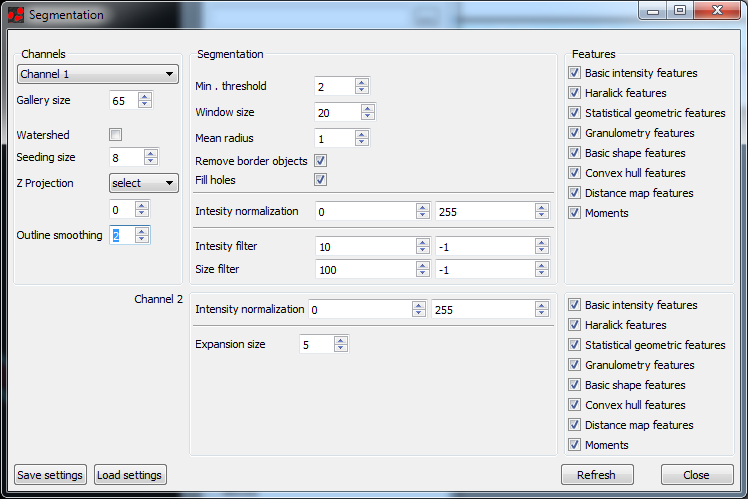 Segmentation
Channels
Channel 1
Gallery size 65
Watershed
Seeding size 8
Z Projection select
0
Outline smoothing 2
Segmentation
Min . threshold 2
Window size 20
Mean radius 1
Remove border objects
Fill holes
Intesity normalization 0 255
Intesity filter 10 -1
Size filter 100 -1
Features
Basic intensity features
Haralick features
Statistical geometric features
Granulometry features
Basic shape features
Convex hull features
Distance map features
Moments
Channel 2
Intensity normalization 0 255
Expansion size 5
Basic intensity features
Haralick features
Statistical geometric features
Granulometry features
Basic shape features
Convex hull features
Distance map features
Moments
Save settings Load settings Refresh Close